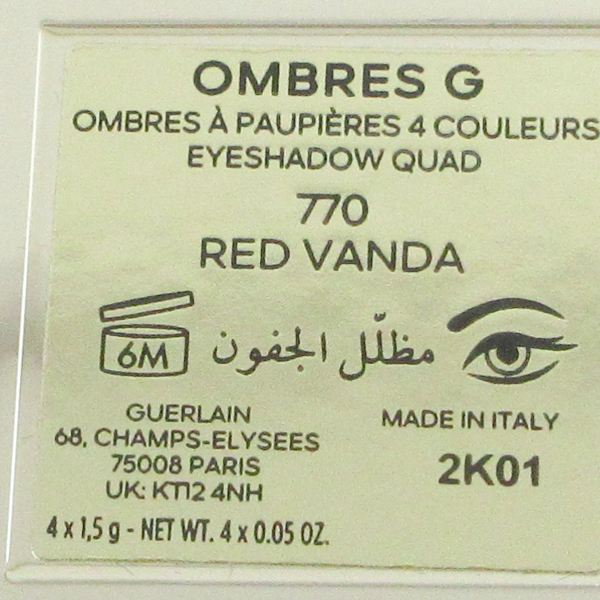 OMBRES G
OMBRES À PAUPIÈRES 4 COULEURS
EYESHADOW QUAD
770
RED VANDA
6M
مظلّل الجفون
GUERLAIN
68, CHAMPS-ELYSEES
75008 PARIS
UK: KT12 4NH
MADE IN ITALY
2K01
4 x 1,5 g - NET WT. 4 x 0.05 OZ.